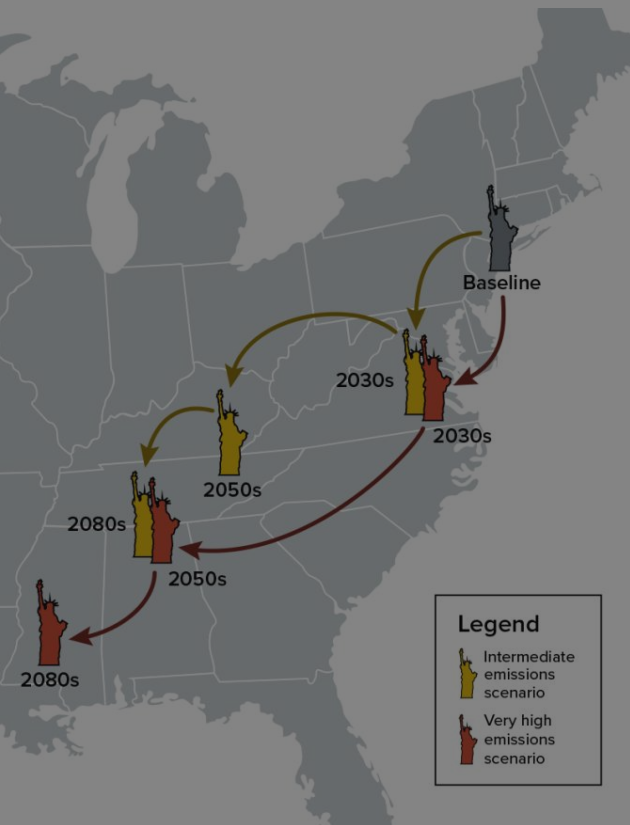 Baseline
2030s
2030s
2050s
2080s
2050s
2080s
Legend
Intermediate
emissions
scenario
Very high
emissions
scenario